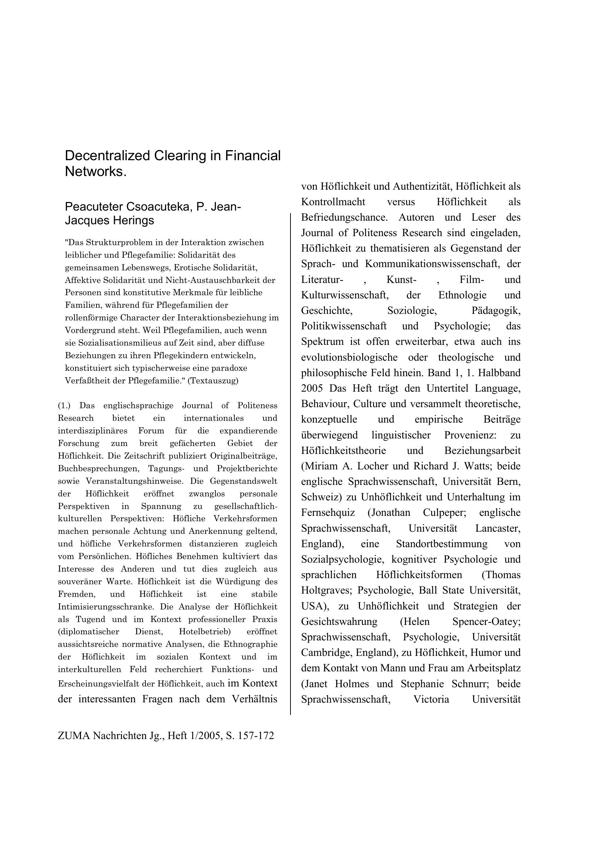 Decentralized Clearing in Financial
Networks.
Peacuteter Csoacuteka, P. Jean-
Jacques Herings
"Das Strukturproblem in der Interaktion zwischen
leiblicher und Pflegefamilie: Solidarität des
gemeinsamen Lebenswegs, Erotische Solidarität,
Affektive Solidarität und Nicht-Austauschbarkeit der
Personen sind konstitutive Merkmale für leibliche
Familien, während für Pflegefamilien der
rollenförmige Character der Interaktionsbeziehung im
Vordergrund steht. Weil Pflegefamilien, auch wenn
sie Sozialisationsmilieus auf Zeit sind, aber diffuse
Beziehungen zu ihren Pflegekindern entwickeln,
konstituiert sich typischerweise eine paradoxe
Verfaßtheit der Pflegefamilie." (Textauszug)
(1.) Das englischsprachige Journal of Politeness
Research bietet ein internationales und
interdisziplinäres Forum für die expandierende
Forschung zum breit gefächerten Gebiet der
Höflichkeit. Die Zeitschrift publiziert Originalbeiträge,
Buchbesprechungen, Tagungs- und Projektberichte
sowie Veranstaltungshinweise. Die Gegenstandswelt
der Höflichkeit eröffnet zwanglos personale
Perspektiven in Spannung zu gesellschaftlich-
kulturellen Perspektiven: Höfliche Verkehrsformen
machen personale Achtung und Anerkennung geltend,
und höfliche Verkehrsformen distanzieren zugleich
vom Persönlichen. Höfliches Benehmen kultiviert das
Interesse des Anderen und tut dies zugleich aus
souveräner Warte. Höflichkeit ist die Würdigung des
Fremden, und Höflichkeit ist eine stabile
Intimisierungsschranke. Die Analyse der Höflichkeit
als Tugend und im Kontext professioneller Praxis
(diplomatischer Dienst, Hotelbetrieb) eröffnet
aussichtsreiche normative Analysen, die Ethnographie
der Höflichkeit im sozialen Kontext und im
interkulturellen Feld recherchiert Funktions- und
Erscheinungsvielfalt der Höflichkeit, auch im Kontext
der interessanten Fragen nach dem Verhältnis
von Höflichkeit und Authentizität, Höflichkeit als
Kontrollmacht versus Höflichkeit als
Befriedungschance. Autoren und Leser des
Journal of Politeness Research sind eingeladen,
Höflichkeit zu thematisieren als Gegenstand der
Sprach- und Kommunikationswissenschaft, der
Literatur- , Kunst- , Film- und
Kulturwissenschaft, der Ethnologie und
Geschichte, Soziologie, Pädagogik,
Politikwissenschaft und Psychologie; das
Spektrum ist offen erweiterbar, etwa auch ins
evolutionsbiologische oder theologische und
philosophische Feld hinein. Band 1, 1. Halbband
2005 Das Heft trägt den Untertitel Language,
Behaviour, Culture und versammelt theoretische,
konzeptuelle und empirische Beiträge
überwiegend linguistischer Provenienz: zu
Höflichkeitstheorie und Beziehungsarbeit
(Miriam A. Locher und Richard J. Watts; beide
englische Sprachwissenschaft, Universität Bern,
Schweiz) zu Unhöflichkeit und Unterhaltung im
Fernsehquiz (Jonathan Culpeper; englische
Sprachwissenschaft, Universität Lancaster,
England), eine Standortbestimmung von
Sozialpsychologie, kognitiver Psychologie und
sprachlichen Höflichkeitsformen (Thomas
Holtgraves; Psychologie, Ball State Universität,
USA), zu Unhöflichkeit und Strategien der
Gesichtswahrung (Helen Spencer-Oatey;
Sprachwissenschaft, Psychologie, Universität
Cambridge, England), zu Höflichkeit, Humor und
dem Kontakt von Mann und Frau am Arbeitsplatz
(Janet Holmes und Stephanie Schnurr; beide
Sprachwissenschaft, Victoria Universität
ZUMA Nachrichten Jg., Heft 1/2005, S. 157-172